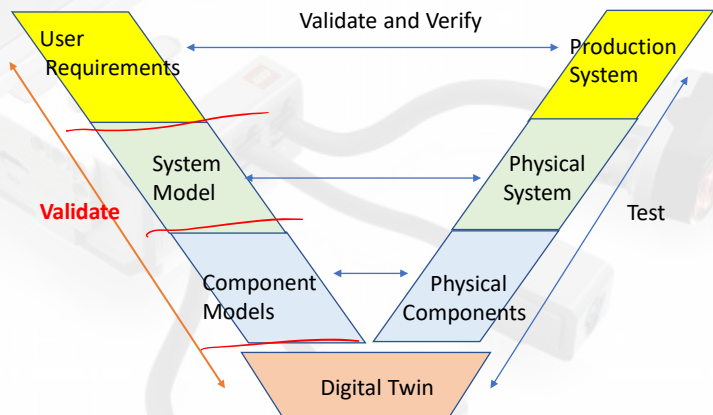 Validate and Verify
User
Requirements
Production
System
System
Model
Physical
System
Validate
Test
Component
Models
Physical
Components
Digital Twin